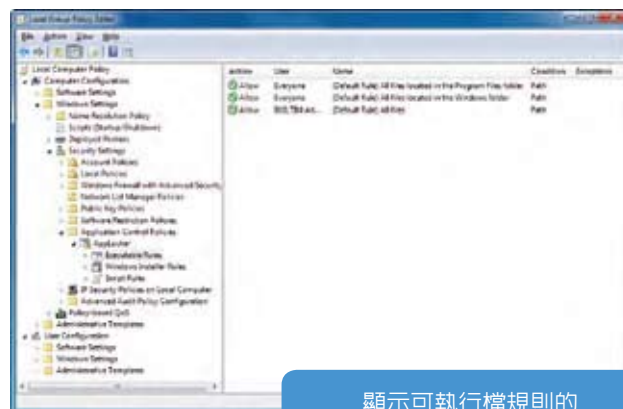 Local Group Policy Editor
File Action View Help
Local Computer Policy
Computer Configuration
Software Settings
Windows Settings
Name Resolution Policy
Scripts (Startup/Shutdown)
Deployed Printers
Security Settings
Account Policies
Local Policies
Windows Firewall with Advanced Security
Network List Manager Policies
Public Key Policies
Software Restriction Policies
Application Control Policies
AppLocker
Executable Rules
Windows Installer Rules
Script Rules
IP Security Policies on Local Computer
Advanced Audit Policy Configuration
Policy-based QoS
Administrative Templates
User Configuration
Software Settings
Windows Settings
Administrative Templates
Action User Name Condition Exceptions
Allow Everyone (Default Rule) All files located in the Program Files folder Path
Allow Everyone (Default Rule) All files located in the Windows folder Path
Allow (Default Rule) All files Path
顯示可執行檔規則的